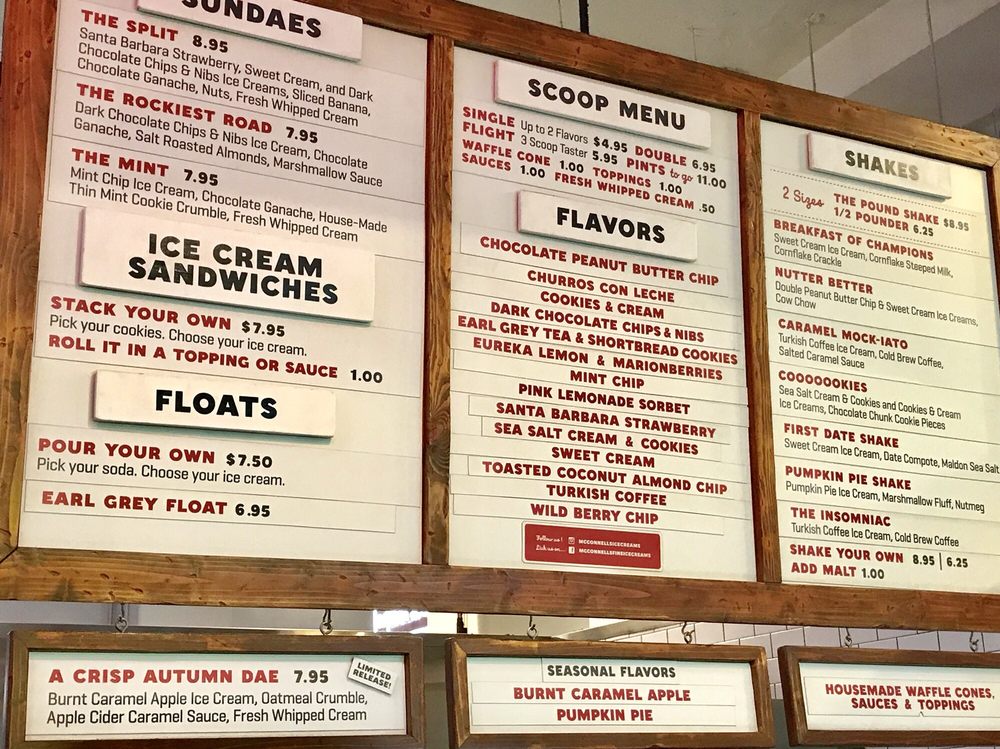 SUNDAES
THE SPLIT 8.95
Santa Barbara Strawberry, Sweet Cream, and Dark
Chocolate Chips & Nibs Ice Creams, Sliced Banana,
Chocolate Ganache, Nuts, Fresh Whipped Cream
THE ROCKIEST ROAD 7.95
Dark Chocolate Chips & Nibs Ice Cream, Chocolate
Ganache, Salt Roasted Almonds, Marshmallow Sauce
THE MINT 7.95
Mint Chip Ice Cream, Chocolate Ganache, House-Made
Thin Mint Cookie Crumble, Fresh Whipped Cream
ICE CREAM
SANDWICHES
STACK YOUR OWN $7.95
Pick your cookies. Choose your ice cream.
ROLL IT IN A TOPPING OR SAUCE 1.00
FLOATS
POUR YOUR OWN $7.50
Pick your soda. Choose your ice cream.
EARL GREY FLOAT 6.95
SCOOP MENU
SINGLE Up to 2 Flavors $4.95 DOUBLE 6.95
FLIGHT 3 Scoop Taster 5.95 PINTS to go 11.00
WAFFLE CONE 1.00 TOPPINGS 1.00
SAUCES 1.00 FRESH WHIPPED CREAM .50
FLAVORS
CHOCOLATE PEANUT BUTTER CHIP
CHURROS CON LECHE
COOKIES & CREAM
DARK CHOCOLATE CHIPS & NIBS
EARL GREY TEA & SHORTBREAD COOKIES
EUREKA LEMON & MARIONBERRIES
MINT CHIP
PINK LEMONADE SORBET
SANTA BARBARA STRAWBERRY
SEA SALT CREAM & COOKIES
SWEET CREAM
TOASTED COCONUT ALMOND CHIP
TURKISH COFFEE
WILD BERRY CHIP
Follow us! MCCONNELLSICECREAMS
Lick us on... MCCONNELLSFINEICECREAMS
SHAKES
2 Sizes THE POUND SHAKE $8.95
1/2 POUNDER 6.25
BREAKFAST OF CHAMPIONS
Sweet Cream Ice Cream, Cornflake Steeped Milk,
Cornflake Crackle
NUTTER BETTER
Double Peanut Butter Chip & Sweet Cream Ice Creams,
Cow Chow
CARAMEL MOCK-IATO
Turkish Coffee Ice Cream, Cold Brew Coffee,
Salted Caramel Sauce
COOOOOOKIES
Sea Salt Cream & Cookies and Cookies & Cream
Ice Creams, Chocolate Chunk Cookie Pieces
FIRST DATE SHAKE
Sweet Cream Ice Cream, Date Compote, Maldon Sea Salt
PUMPKIN PIE SHAKE
Pumpkin Pie Ice Cream, Marshmallow Fluff, Nutmeg
THE INSOMNIAC
Turkish Coffee Ice Cream, Cold Brew Coffee
SHAKE YOUR OWN 8.95 | 6.25
ADD MALT 1.00
A CRISP AUTUMN DAE 7.95
LIMITED
RELEASE!
Burnt Caramel Apple Ice Cream, Oatmeal Crumble,
Apple Cider Caramel Sauce, Fresh Whipped Cream
SEASONAL FLAVORS
BURNT CARAMEL APPLE
PUMPKIN PIE
HOUSEMADE WAFFLE CONES,
SAUCES & TOPPINGS